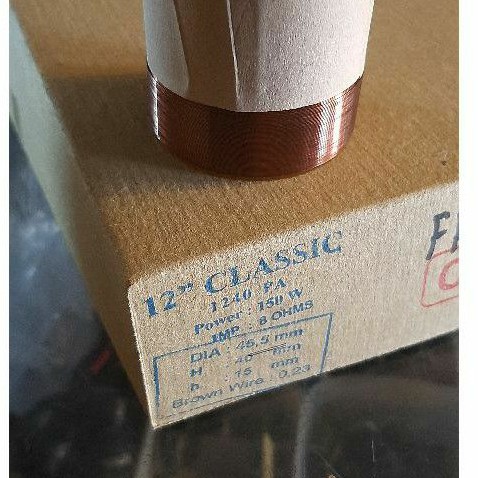 12" CLASSIC
1240 PA
Power : 150 W
IMP. : 8 OHMS
DIA : 45,5 mm
H : 40 mm
h : 15 mm
Brown Wire : 0.23